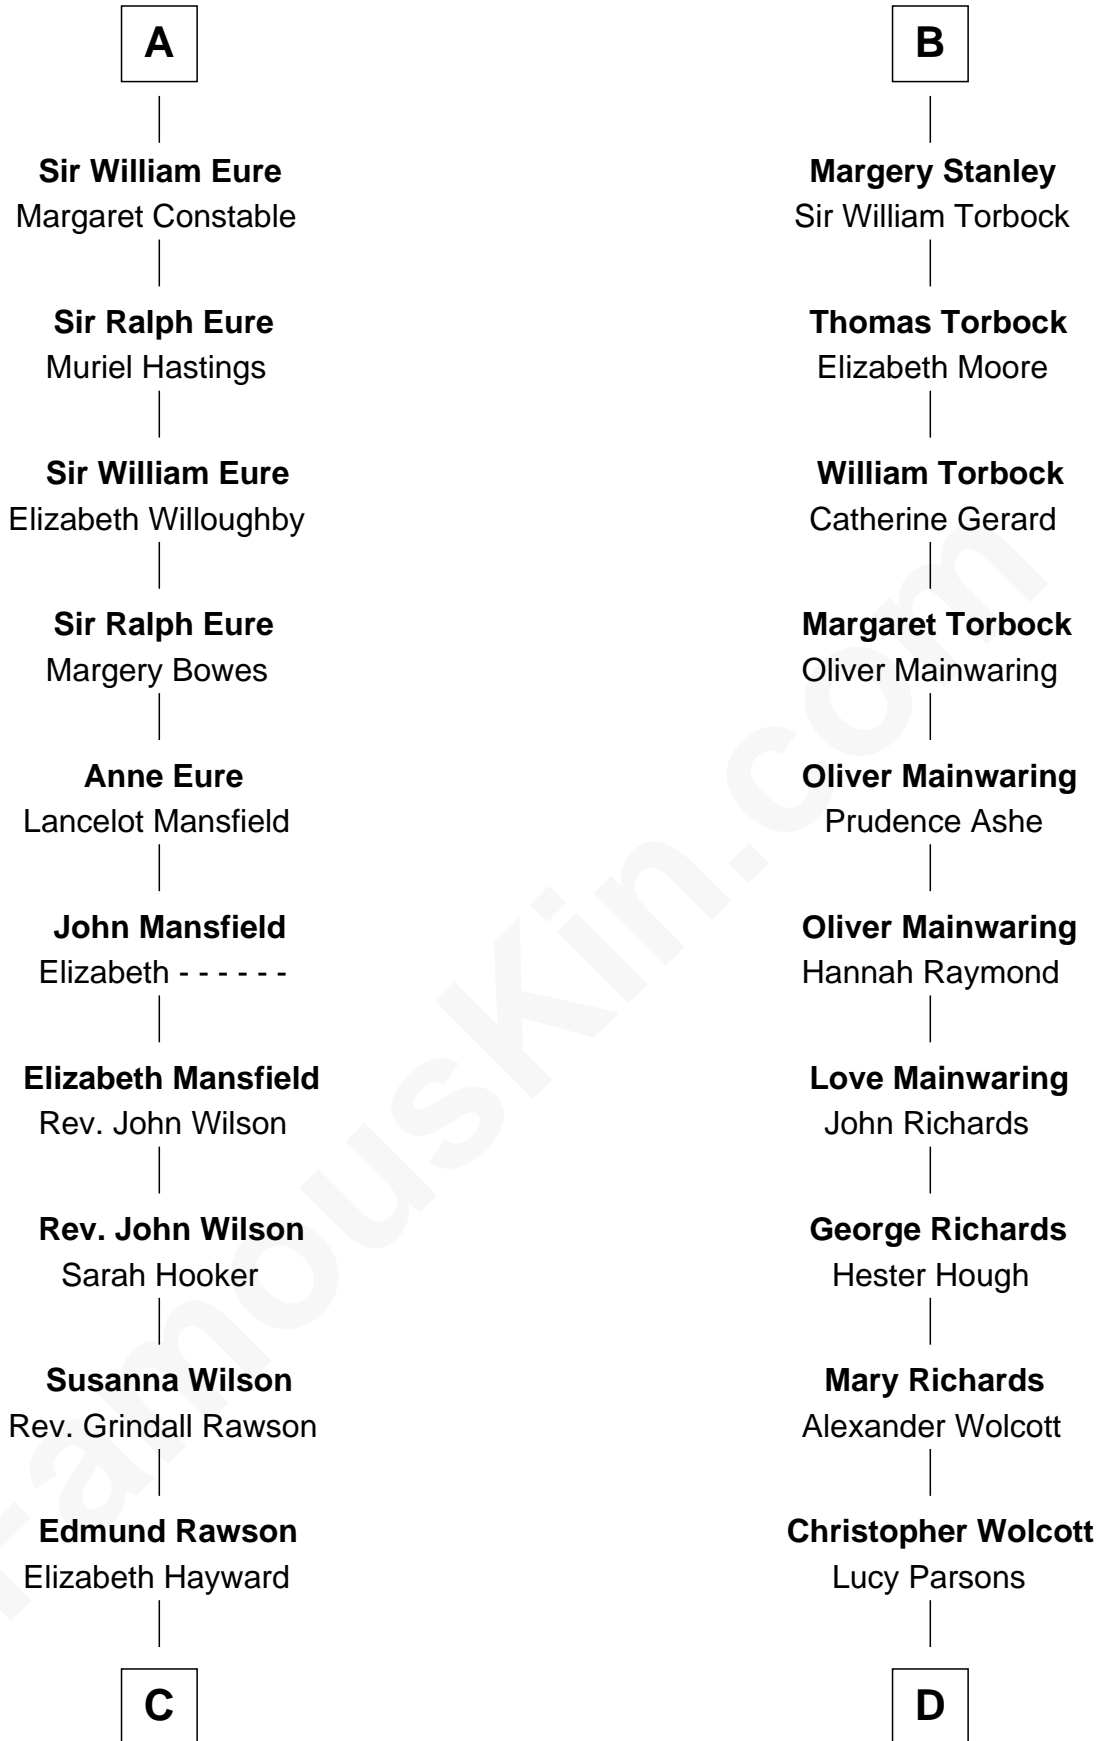 A
Sir William Eure
Margaret Constable
Sir Ralph Eure
Muriel Hastings
Sir William Eure
Elizabeth Willoughby
Sir Ralph Eure
Margery Bowes
Anne Eure
Lancelot Mansfield
John Mansfield
Elizabeth - - - - - -
Elizabeth Mansfield
Rev. John Wilson
Rev. John Wilson
Sarah Hooker
Susanna Wilson
Rev. Grindall Rawson
Edmund Rawson
Elizabeth Hayward
C
B
Margery Stanley
Sir William Torbock
Thomas Torbock
Elizabeth Moore
William Torbock
Catherine Gerard
Margaret Torbock
Oliver Mainwaring
Oliver Mainwaring
Prudence Ashe
Oliver Mainwaring
Hannah Raymond
Love Mainwaring
John Richards
George Richards
Hester Hough
Mary Richards
Alexander Wolcott
Christopher Wolcott
Lucy Parsons
D
FamousKin.com